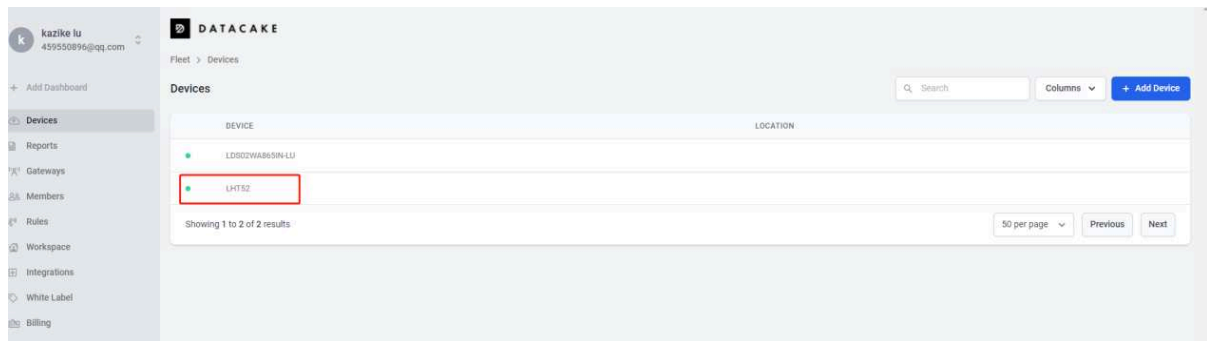 k
kazike lu
459550896@qq.com
+ Add Dashboard
Devices
Reports
Gateways
Members
Rules
Workspace
Integrations
White Label
Billing
DATACAKE
Fleet > Devices
Devices
Search
Columns
+ Add Device
DEVICE LOCATION
LDS02WA865IN-LU
LHT52
Showing 1 to 2 of 2 results
50 per page
Previous
Next